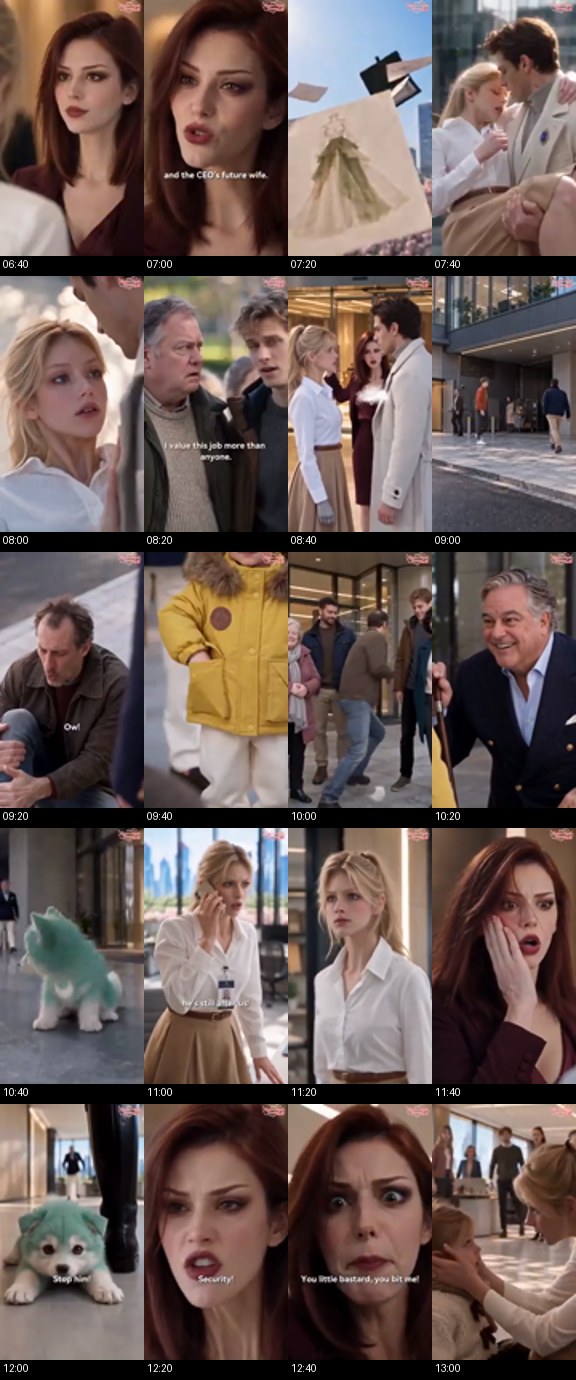 06:40
07:00
07:20
07:40
and the CEO's future wife.
08:00
08:20
08:40
09:00
I value this job more than
anyone.
09:20
09:40
10:00
10:20
Ow!
10:40
11:00
11:20
11:40
he's still after us!
12:00
12:20
12:40
13:00
Stop him!
Security!
You little bastard, you bit me!